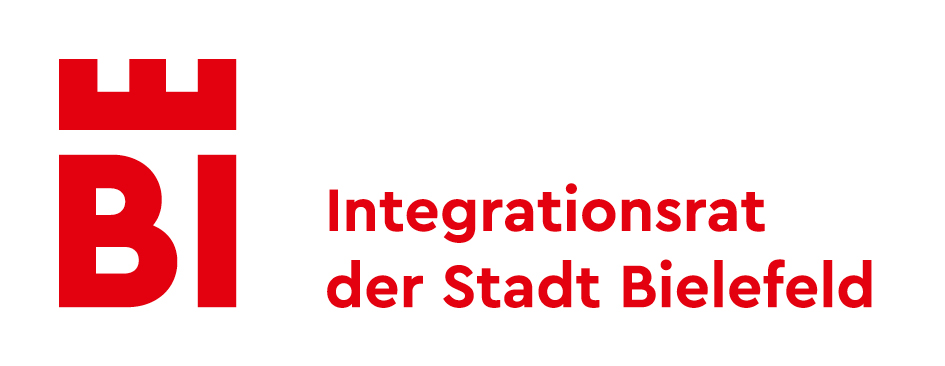 BI
Integrationsrat
der Stadt Bielefeld